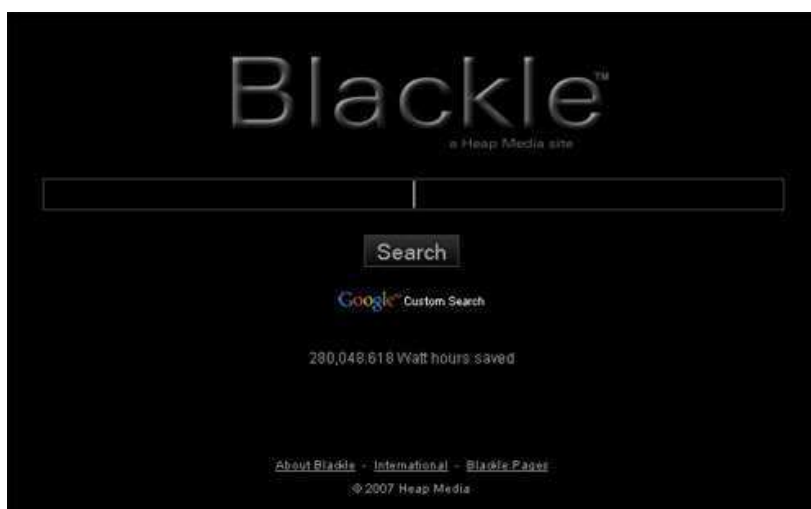 Blackle™
a Heap Media site
Search
Google™ Custom Search
280,048.618 Watt hours saved
About Blackle - International - Blackle Pages
© 2007 Heap Media